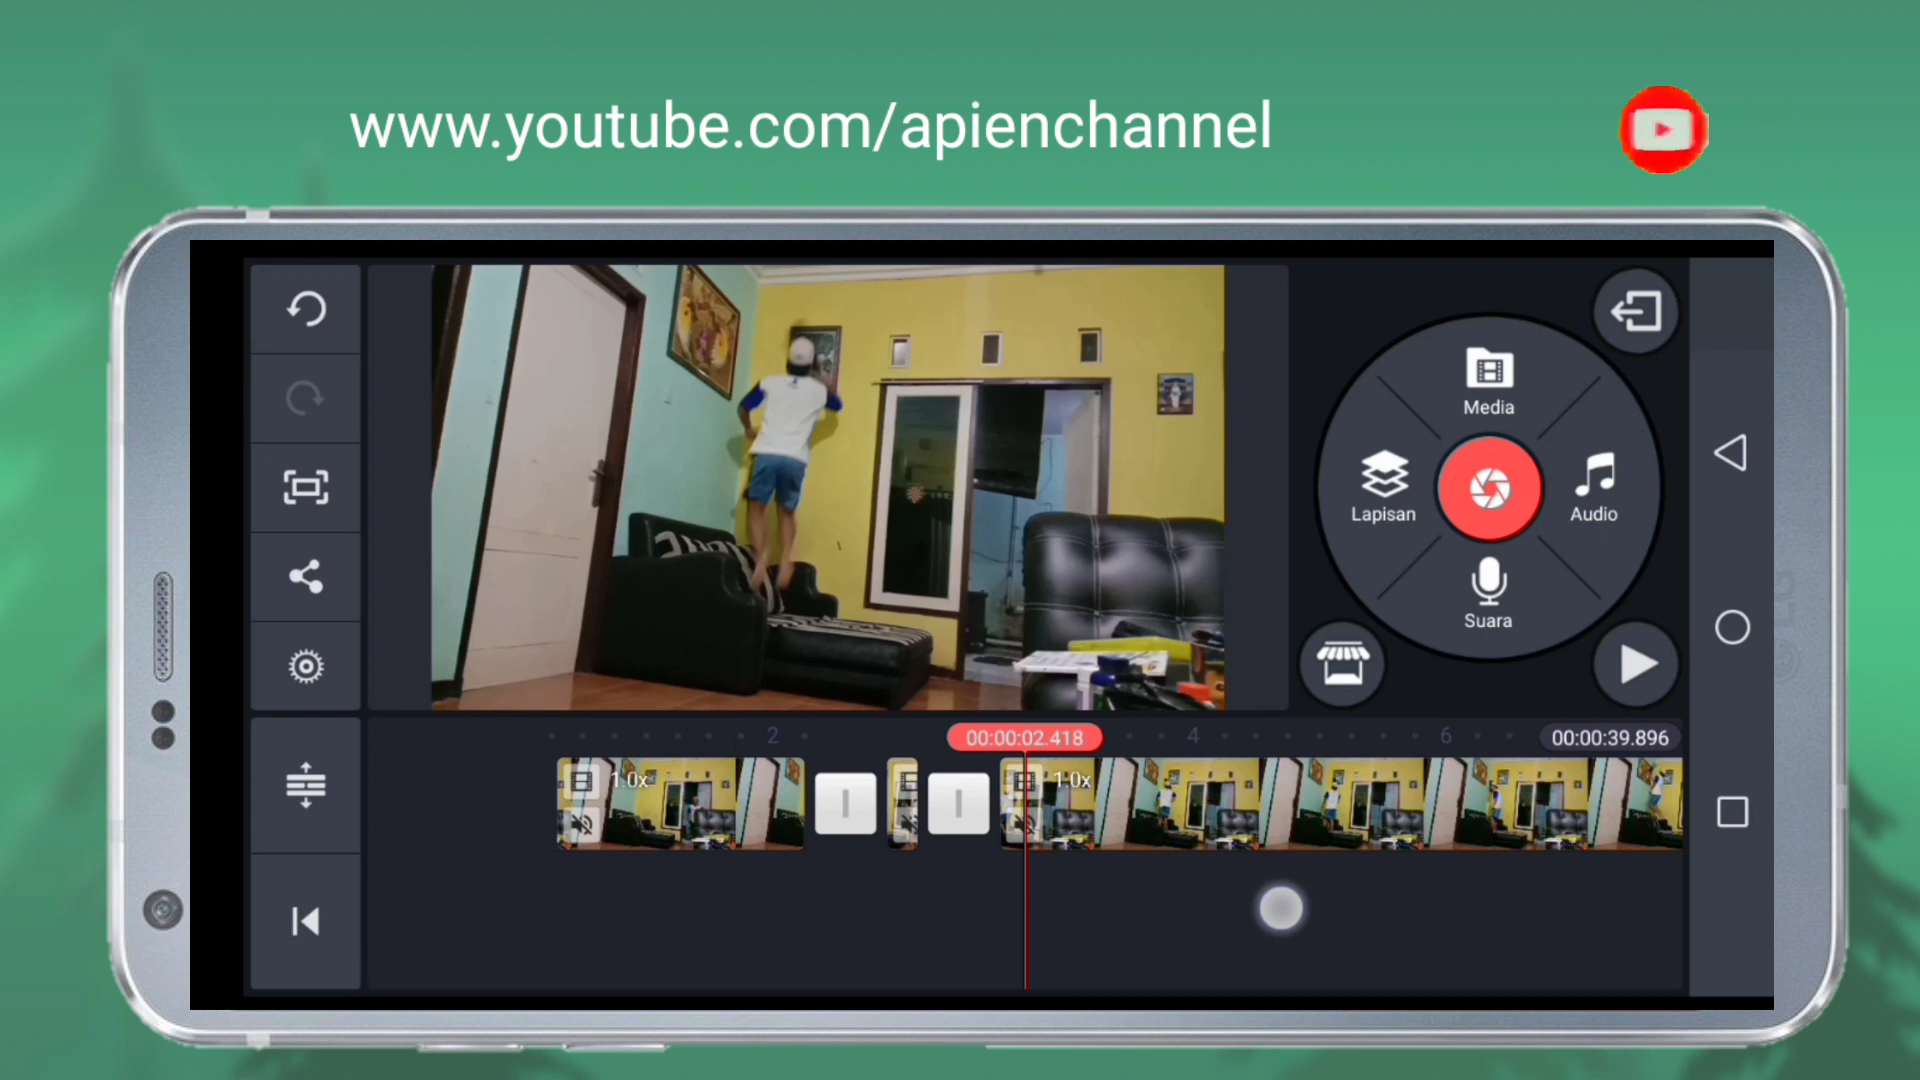 www.youtube.com/apienchannel
Media
Lapisan
Audio
Suara
2
00:00:02.418
4
6
00:00:39.896
1.0x
1.0x